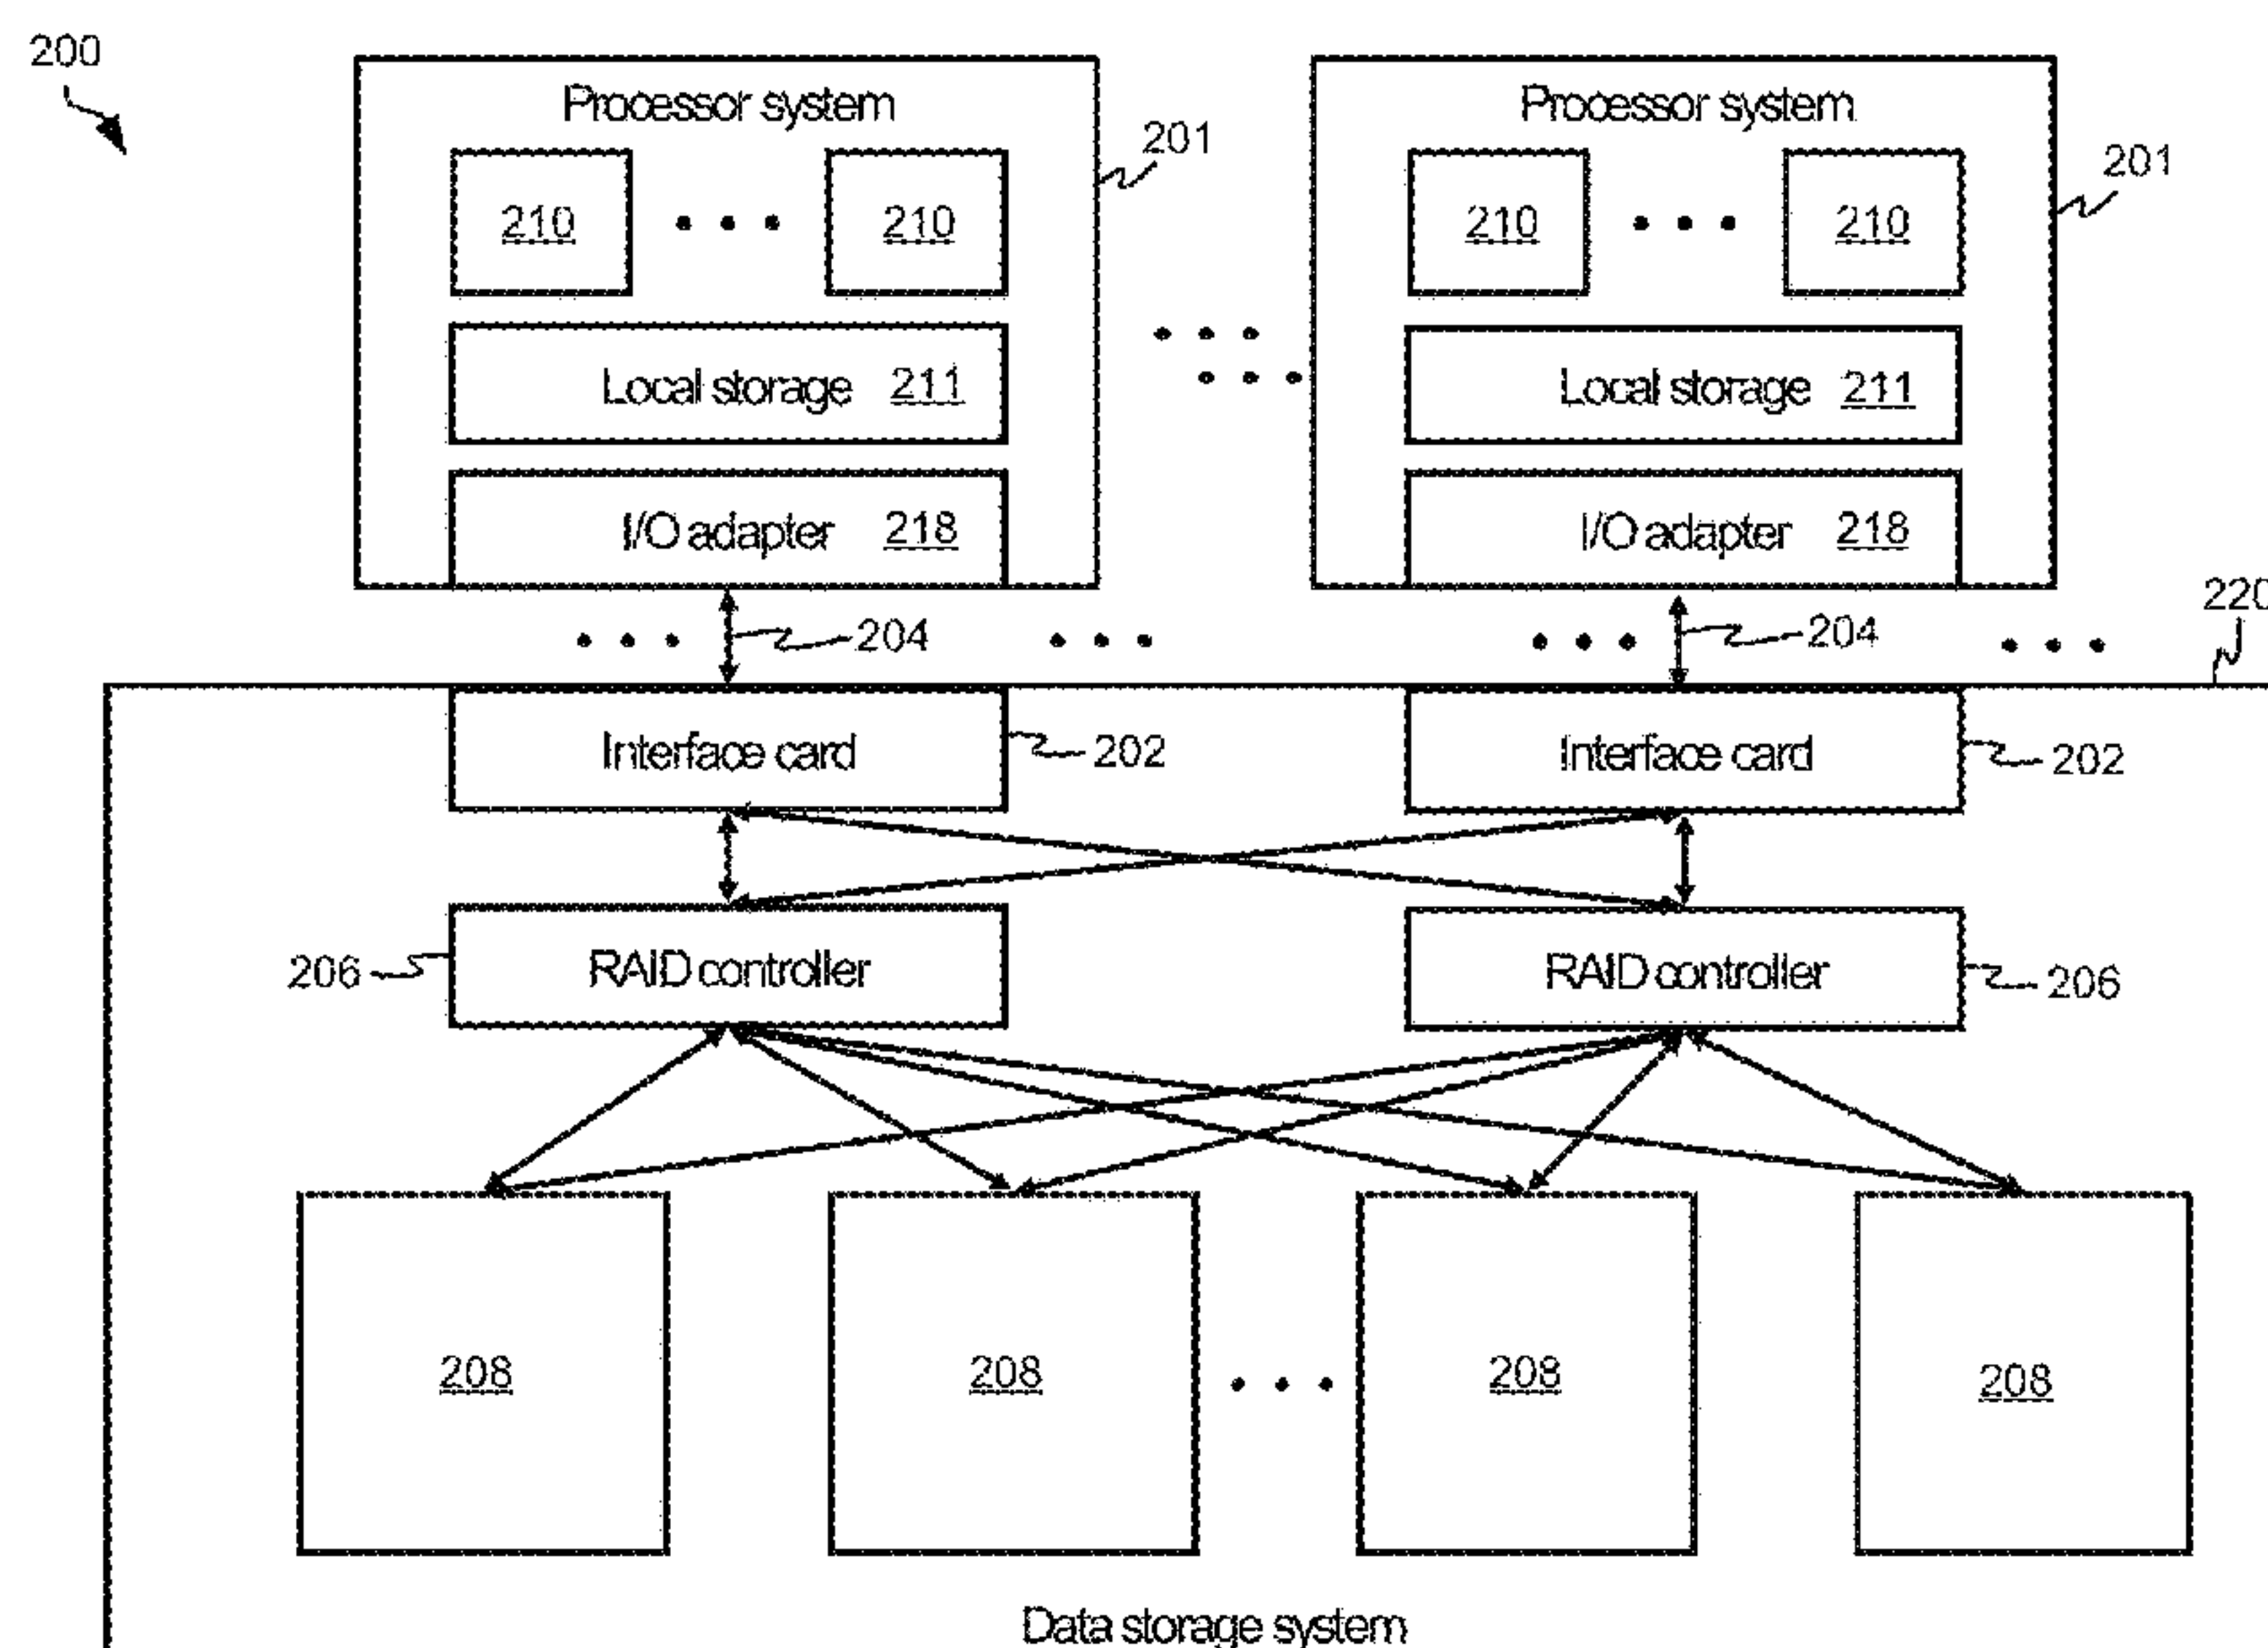 200
Processor system
Processor system
201
201
210
210
210
210
Local storage 211
Local storage 211
I/O adapter 218
I/O adapter 218
220
204
204
Interface card
202
Interface card
202
206
RAID controller
RAID controller
206
208
208
208
208
Data storage system